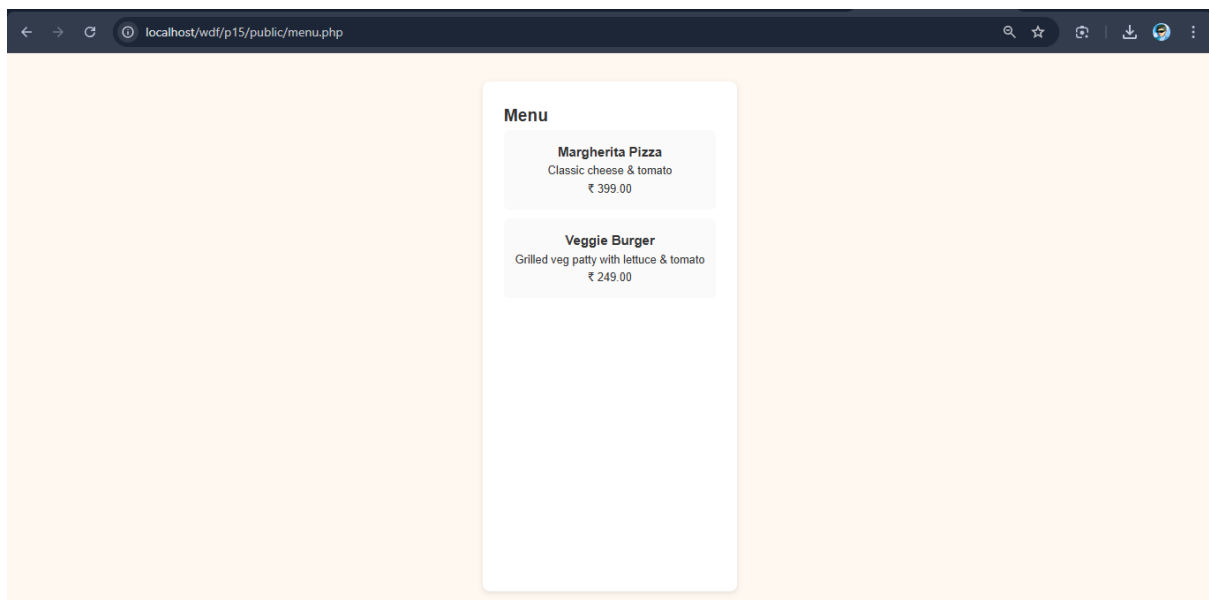 localhost/wdf/p15/public/menu.php
Menu
Margherita Pizza
Classic cheese & tomato
₹ 399.00
Veggie Burger
Grilled veg patty with lettuce & tomato
₹ 249.00